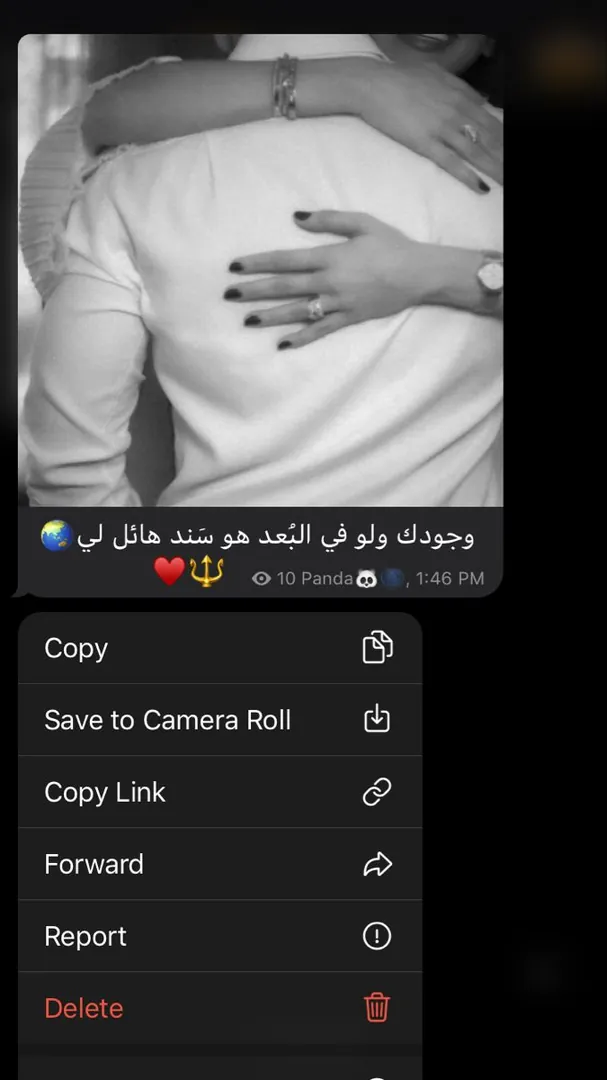 وجودك ولو في البُعد هو سَند هائل لي🌏
🔱♥️
10 Panda🐼🌑, 1:46 PM
Copy
Save to Camera Roll
Copy Link
Forward
Report
Delete